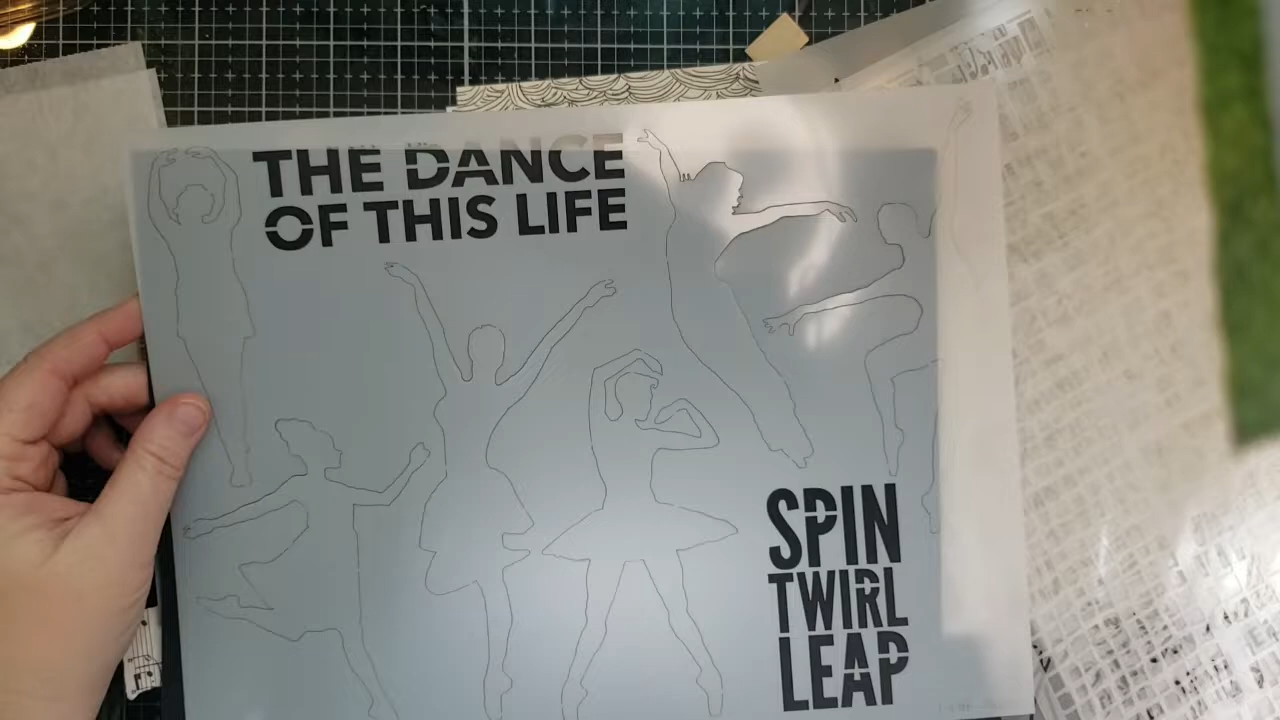 THE DANCE
OF THIS LIFE
SPIN
TWIRL
LEAP